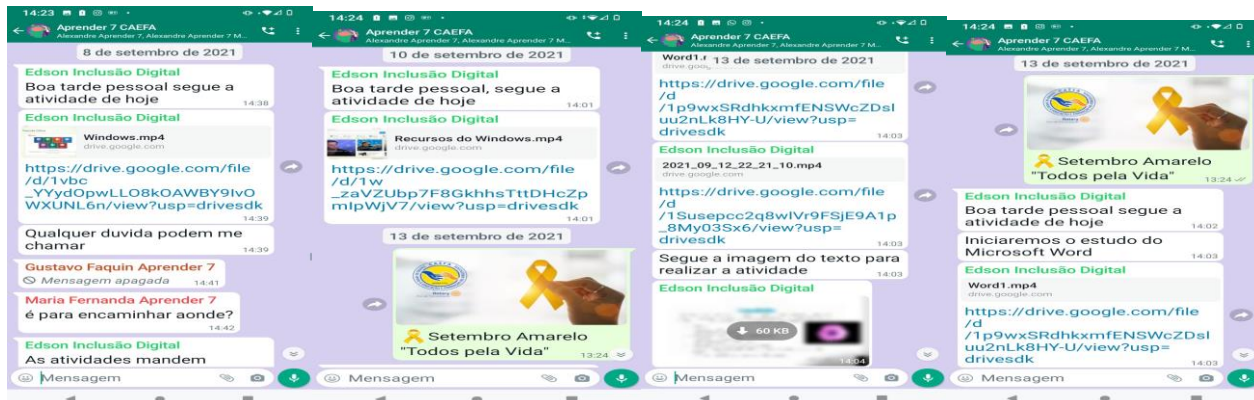 14:23
Aprender 7 CAEFA
Alexandre Aprender 7, Alexandre Aprender 7 M...
8 de setembro de 2021
Edson Inclusão Digital
Boa tarde pessoal segue a
atividade de hoje
14:38
Edson Inclusão Digital
Windows.mp4
drive.google.com
https://drive.google.com/file
/d/1vbc
_YYydOpwLLO8kOAWBY9IvO
WXUNL6n/view?usp=drivesdk
14:39
Qualquer duvida podem me
chamar
14:39
Gustavo Faquin Aprender 7
Mensagem apagada
14:41
Maria Fernanda Aprender 7
é para encaminhar aonde?
14:42
Edson Inclusão Digital
As atividades mandem
Mensagem
14:24
Aprender 7 CAEFA
Alexandre Aprender 7, Alexandre Aprender 7 M...
10 de setembro de 2021
Edson Inclusão Digital
Boa tarde pessoal, segue a
atividade de hoje
14:01
Edson Inclusão Digital
Recursos do Windows.mp4
drive.google.com
https://drive.google.com/file
/d/1w
_zaVZUbp7F8GkhhsTttDHcZp
mIpWjV7/view?usp=drivesdk
14:01
13 de setembro de 2021
Setembro Amarelo
"Todos pela Vida"
13:24
Mensagem
14:24
Aprender 7 CAEFA
Alexandre Aprender 7, Alexandre Aprender 7 M...
13 de setembro de 2021
https://drive.google.com/file
/d
/1p9wxSRdhkxmfENSWcZDsl
uu2nLk8HY-U/view?usp=
drivesdk
14:03
Edson Inclusão Digital
2021_09_12_22_21_10.mp4
drive.google.com
https://drive.google.com/file
/d
/1Susepcc2q8wlVr9FSjE9A1p
_8My03Sx6/view?usp=
drivesdk
14:03
Segue a imagem do texto para
realizar a atividade
14:03
Edson Inclusão Digital
60 KB
14:04
Mensagem
14:24
Aprender 7 CAEFA
Alexandre Aprender 7, Alexandre Aprender 7 M...
13 de setembro de 2021
Setembro Amarelo
"Todos pela Vida"
13:24
Edson Inclusão Digital
Boa tarde pessoal segue a
atividade de hoje
14:02
Iniciaremos o estudo do
Microsoft Word
14:03
Edson Inclusão Digital
Word1.mp4
drive.google.com
https://drive.google.com/file
/d
/1p9wxSRdhkxmfENSWcZDsl
uu2nLk8HY-U/view?usp=
drivesdk
14:03
Mensagem